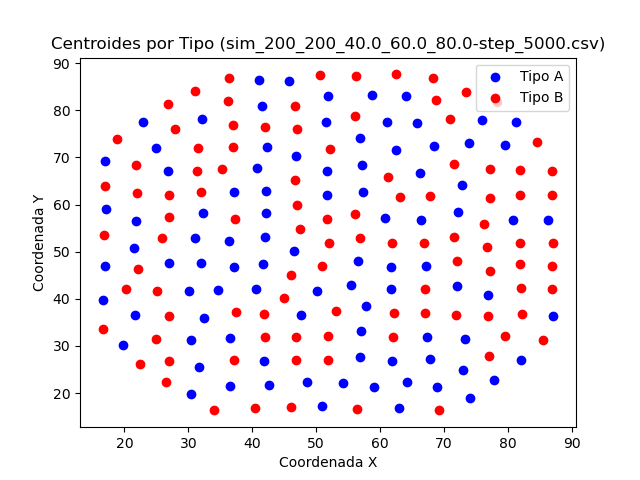 Centroides por Tipo (sim_200_200_40.0_60.0_80.0-step_5000.csv)
Tipo A
Tipo B
Coordenada Y
90
80
70
60
50
40
30
20
20 30 40 50 60 70 80 90
Coordenada X